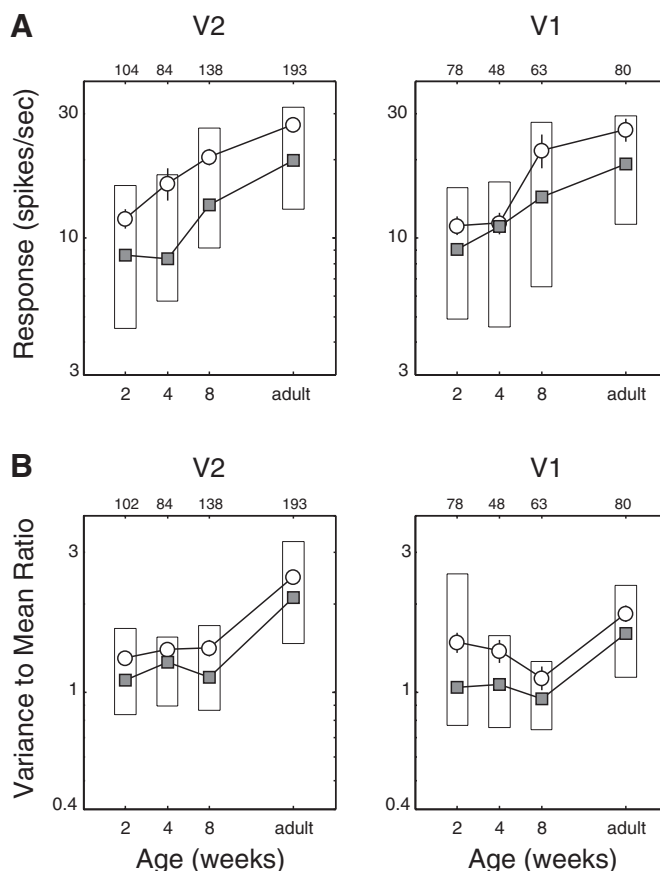 A
V2
V1
104 84 138 193
78 48 63 80
Response (spikes/sec)
30
10
3
30
10
3
2 4 8 adult
2 4 8 adult
B
V2
V1
102 84 138 193
78 48 63 80
Variance to Mean Ratio
3
1
0.4
3
1
0.4
2 4 8 adult
2 4 8 adult
Age (weeks)
Age (weeks)